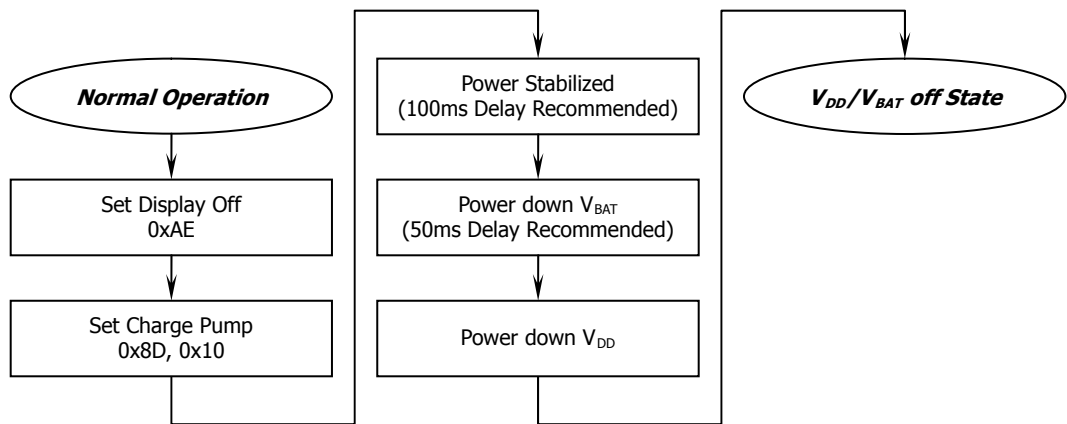 Normal Operation
Set Display Off
0xAE
Set Charge Pump
0x8D, 0x10
Power Stabilized
(100ms Delay Recommended)
Power down VBAT
(50ms Delay Recommended)
Power down VDD
VDD/VBAT off State